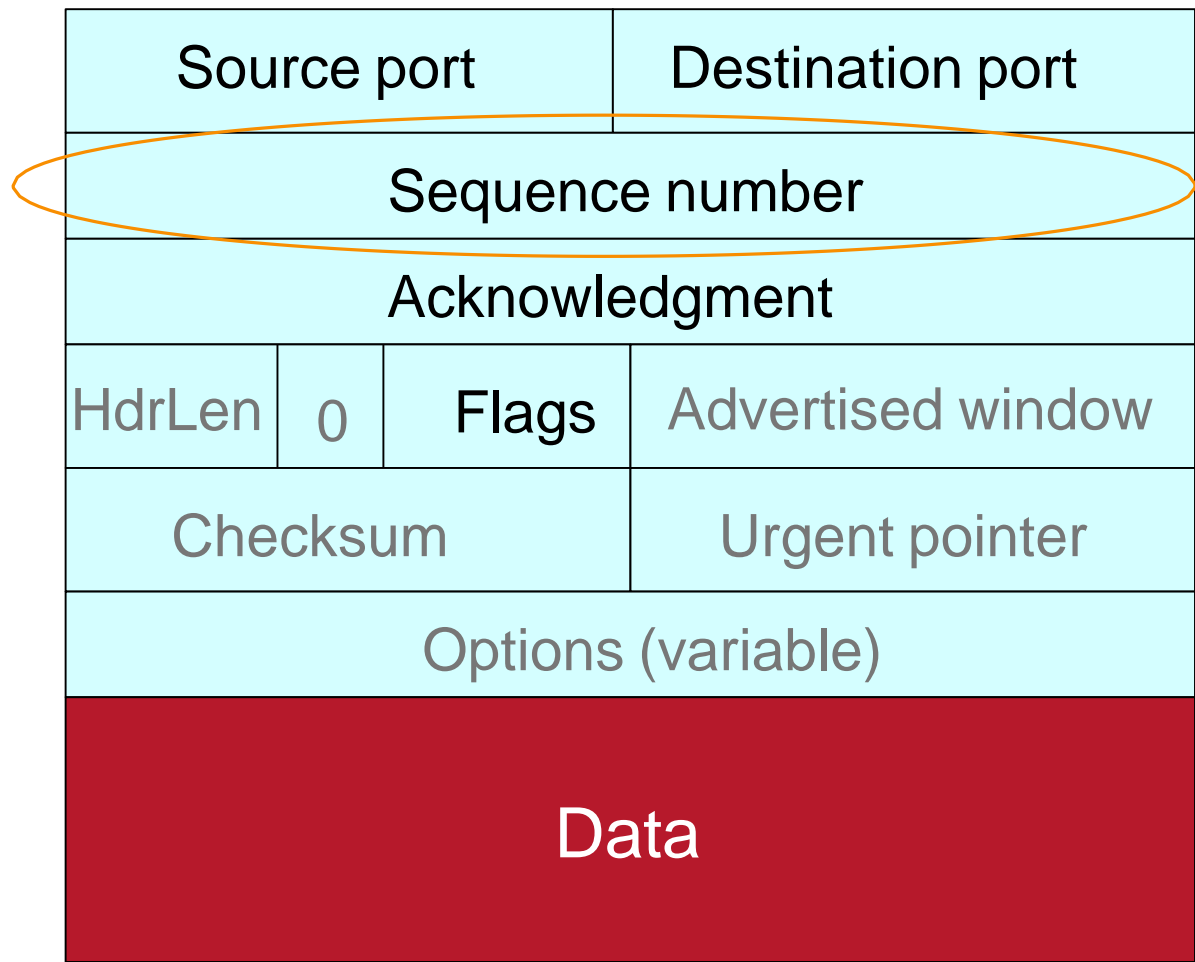 Source port Destination port
Sequence number
Acknowledgment
HdrLen 0 Flags Advertised window
Checksum Urgent pointer
Options (variable)
Data